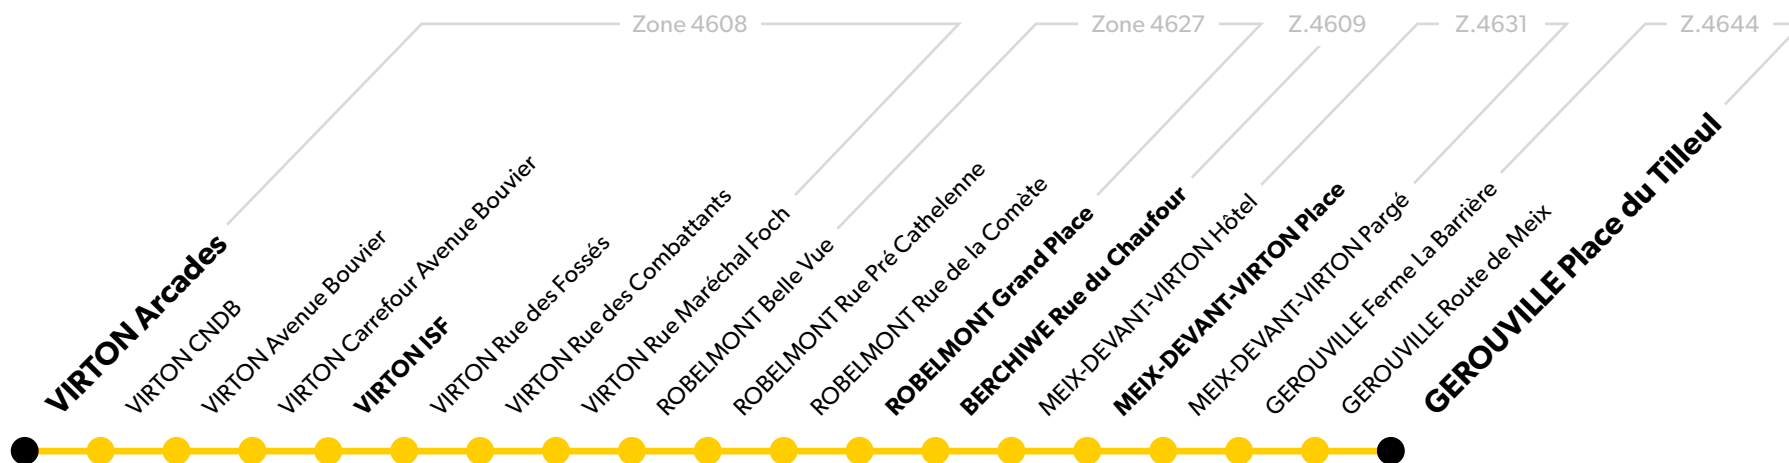 Zone 4608
Zone 4627
Z.4609
Z.4631
Z.4644
VIRTON Arcades
VIRTON CNDB
VIRTON Avenue Bouvier
VIRTON Carrefour Avenue Bouvier
VIRTON ISF
VIRTON Rue des Fossés
VIRTON Rue des Combattants
VIRTON Rue Maréchal Foch
ROBELMONT Belle Vue
ROBELMONT Rue Pré Cathelenne
ROBELMONT Rue de la Comète
ROBELMONT Grand Place
BERCHIWE Rue du Chaufour
MEIX-DEVANT-VIRTON Hôtel
MEIX-DEVANT-VIRTON Place
MEIX-DEVANT-VIRTON Pargé
GEROUVILLE Ferme La Barrière
GEROUVILLE Route de Meix
GEROUVILLE Place du Tilleul